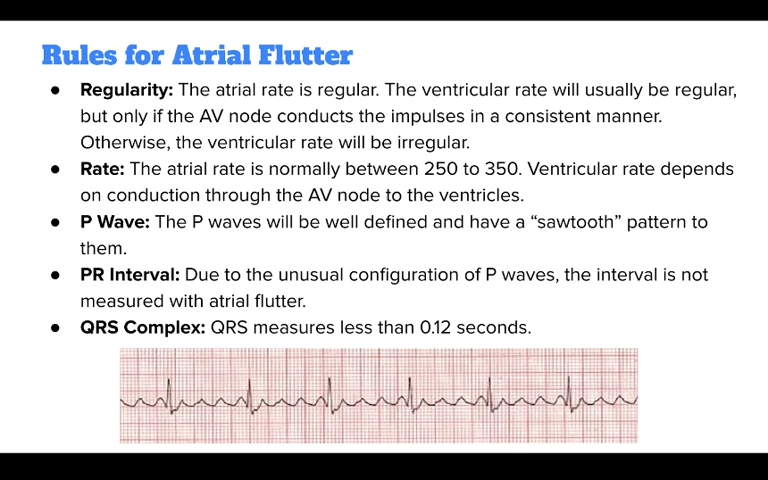 Rules for Atrial Flutter
● Regularity: The atrial rate is regular. The ventricular rate will usually be regular,
but only if the AV node conducts the impulses in a consistent manner.
Otherwise, the ventricular rate will be irregular.
● Rate: The atrial rate is normally between 250 to 350. Ventricular rate depends
on conduction through the AV node to the ventricles.
● P Wave: The P waves will be well defined and have a “sawtooth” pattern to
them.
● PR Interval: Due to the unusual configuration of P waves, the interval is not
measured with atrial flutter.
● QRS Complex: QRS measures less than 0.12 seconds.